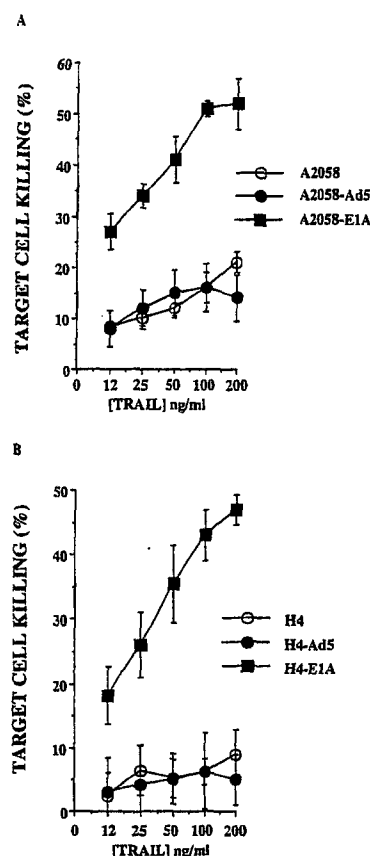 A
TARGET CELL KILLING (%)
60
50
40
30
20
10
0
0 12 25 50 100 200
[TRAIL] ng/ml
A2058
A2058-Ad5
A2058-E1A
B
TARGET CELL KILLING (%)
50
40
30
20
10
0
0 12 25 50 100 200
[TRAIL] ng/ml
H4
H4-Ad5
H4-E1A